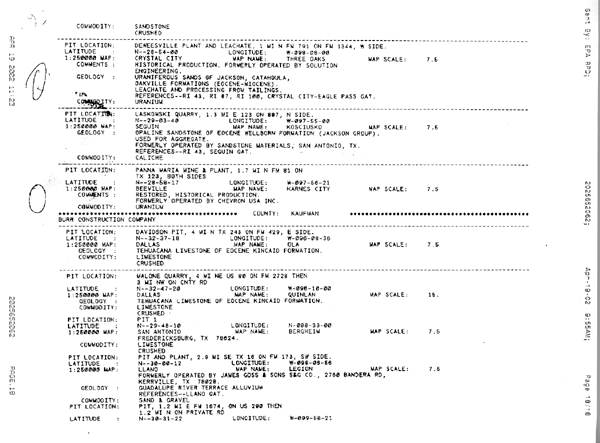 COMMODITY: SANDSTONE
CRUSHED
PIT LOCATION: DEWEESVILLE PLANT AND LEACHATE, 1 MI N FM 791 ON FM 1344, W SIDE.
LATITUDE : N--28-54-00 LONGITUDE: W-098-08-00
1:250000 MAP: CRYSTAL CITY MAP NAME: THREE OAKS MAP SCALE: 7.5
COMMENTS : HISTORICAL PRODUCTION. FORMERLY OPERATED BY SOLUTION
ENGINEERING.
GEOLOGY : URANIFEROUS SANDS OF JACKSON, CATAHOULA,
OAKVILLE FORMATIONS (EOCENE-MIOCENE).
LEACHATE AND PROCESSING FROM TAILINGS.
REFERENCES--RI 43, RI 67, RI 100, CRYSTAL CITY-EAGLE PASS GAT.
COMMODITY: URANIUM
PIT LOCATION: LASKOWSKI QUARRY, 1.3 MI E 123 ON 887, N SIDE.
LATITUDE : N--29-03-40 LONGITUDE: W-097-55-00
1:250000 MAP: SEGUIN MAP NAME: KOSCIUSKO MAP SCALE: 7.5
GEOLOGY : OPALINE SANDSTONE OF EOCENE WELLBORN FORMATION (JACKSON GROUP).
USED FOR AGGREGATE.
FORMERLY OPERATED BY SANDSTONE MATERIALS, SAN ANTONIO, TX.
REFERENCES--RI 43, SEGUIN GAT.
COMMODITY: CALICHE
PIT LOCATION: PANNA MARIA MINE & PLANT, 1.7 MI N FM 81 ON
TX 123, BOTH SIDES
LATITUDE : N--28-58-17 LONGITUDE: W-097-56-21
1:250000 MAP: BEEVILLE MAP NAME: KARNES CITY MAP SCALE: 7.5
COMMENTS : RESTORED, HISTORICAL PRODUCTION.
FORMERLY OPERATED BY CHEVRON USA INC.
COMMODITY: URANIUM
COUNTY: KAUFMAN
BURR CONSTRUCTION COMPANY
PIT LOCATION: DAVIDSON PIT, 4 MI N TX 243 ON FM 429, E SIDE.
LATITUDE : N--32-37-18 LONGITUDE: W-096-08-36
1:250000 MAP: DALLAS MAP NAME: OLA MAP SCALE: 7.5
GEOLOGY : TEHUACANA LIMESTONE OF EOCENE KINCAID FORMATION.
COMMODITY: LIMESTONE
CRUSHED
PIT LOCATION: MALONE QUARRY, 4 MI NE US 80 ON FM 2728 THEN
3 MI NW ON CNTY RD
LATITUDE : N--32-47-20 LONGITUDE: W-096-10-00
1:250000 MAP: DALLAS MAP NAME: QUINLAN MAP SCALE: 15.
GEOLOGY : TEHUACANA LIMESTONE OF EOCENE KINCAID FORMATION.
COMMODITY: LIMESTONE
CRUSHED
PIT LOCATION: PIT 1
LATITUDE : N--29-48-10 LONGITUDE: W-098-33-00
1:250000 MAP: SAN ANTONIO MAP NAME: BERGHEIM MAP SCALE: 7.5
FREDERICKSBURG, TX 78624.
COMMODITY: LIMESTONE
CRUSHED
PIT LOCATION: PIT AND PLANT, 2.9 MI SE TX 16 ON FM 173, SW SIDE.
LATITUDE : N--30-00-12 LONGITUDE:
1:250000 MAP: LLANO MAP NAME: LEGION MAP SCALE: 7.5
FORMERLY OPERATED BY JAMES GOSS & SONS S&G CO., 2750 BANDERA RD,
KERRVILLE, TX 78028.
GEOLOGY : GUADALUPE RIVER TERRACE ALLUVIUM
REFERENCES--LLANO GAT.
COMMODITY: SAND & GRAVEL
PIT LOCATION: PIT, 1.2 MI E FM 1674, ON US 290 THEN
1.2 MI N ON PRIVATE RD
LATITUDE : N--30-31-22 LONGITUDE: W-099-58-21
APR 19 2002 11:23
PAGE.18
Sent By: EPA RPO;
Apr-19-02 9:55AM;
Page 18/18